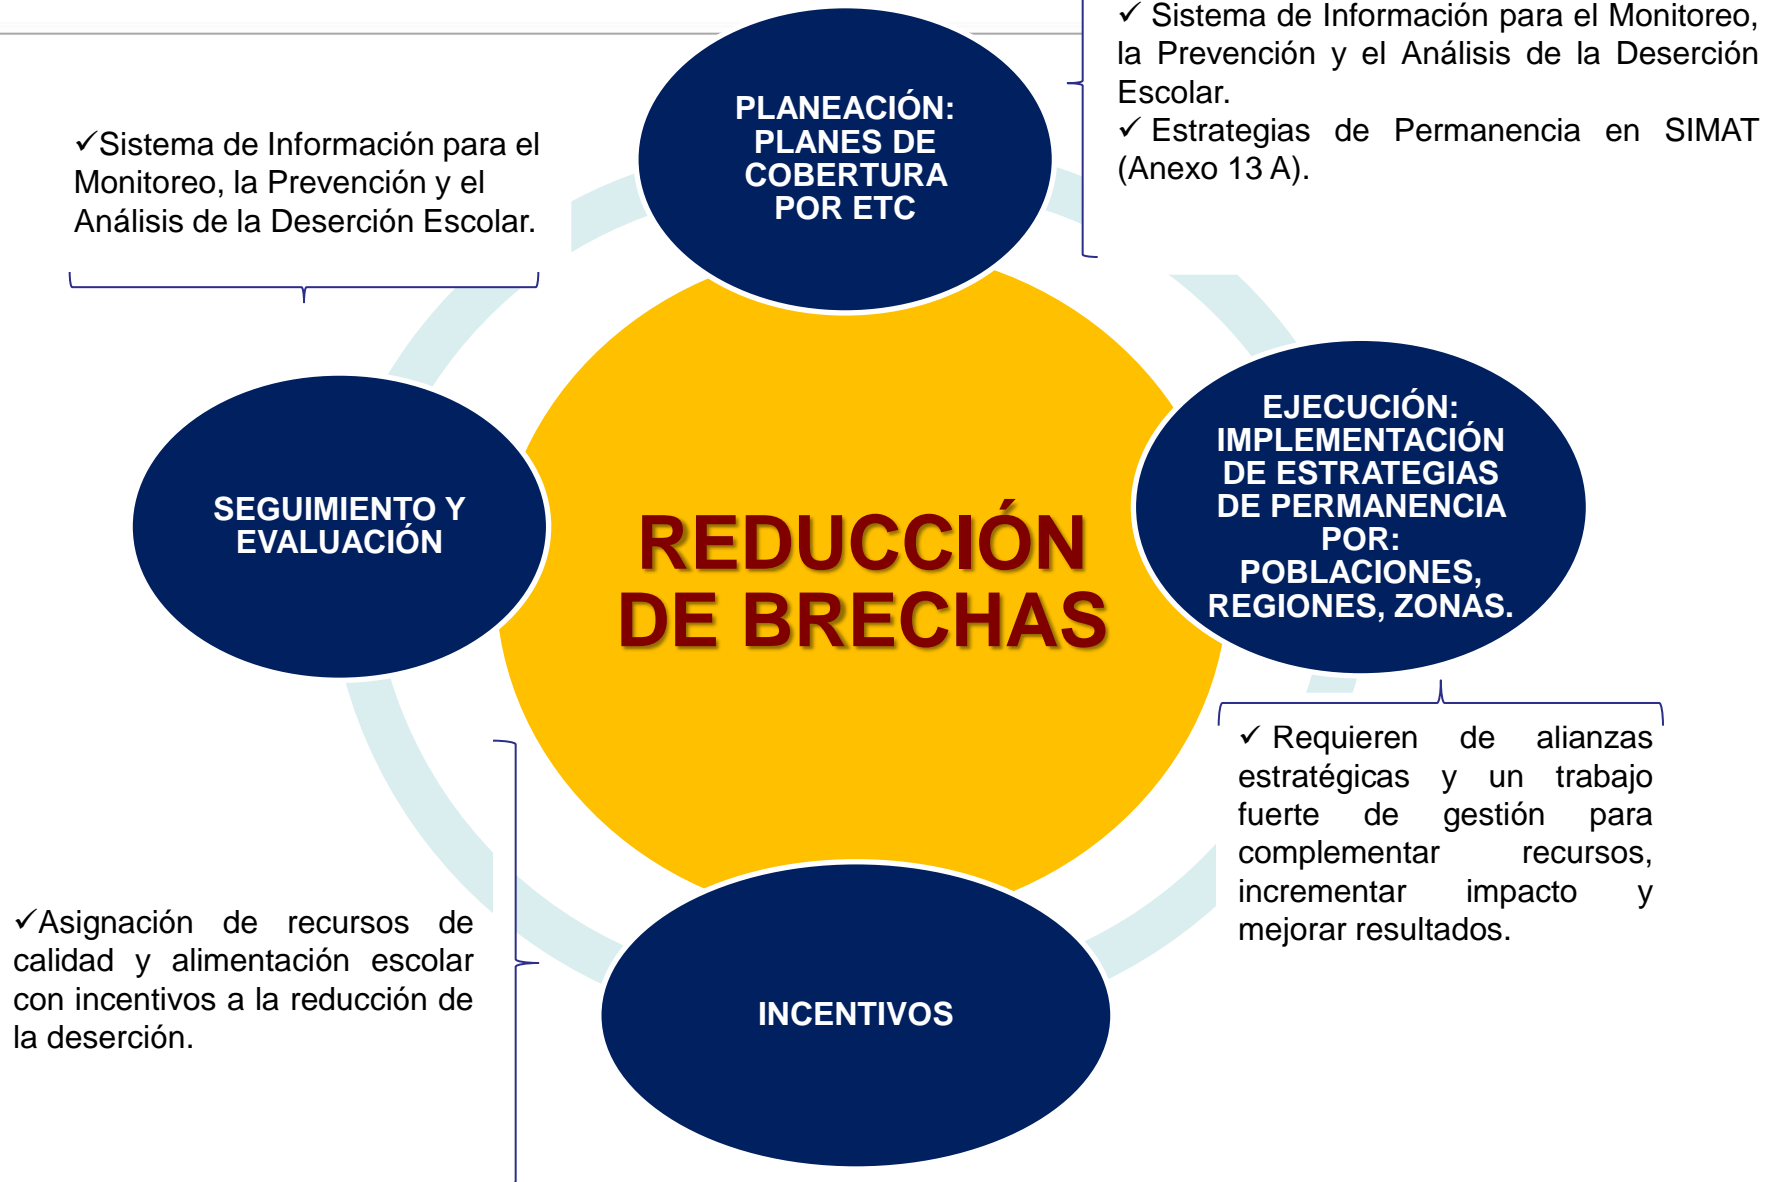 ✓ Sistema de Información para el Monitoreo,
la Prevención y el Análisis de la Deserción
Escolar.
✓ Estrategias de Permanencia en SIMAT
(Anexo 13 A).
PLANEACIÓN:
PLANES DE
COBERTURA
POR ETC
✓Sistema de Información para el
Monitoreo, la Prevención y el
Análisis de la Deserción Escolar.
EJECUCIÓN:
IMPLEMENTACIÓN
DE ESTRATEGIAS
DE PERMANENCIA
POR:
POBLACIONES,
REGIONES, ZONAS.
SEGUIMIENTO Y
EVALUACIÓN
REDUCCIÓN
DE BRECHAS
✓ Requieren de alianzas
estratégicas y un trabajo
fuerte de gestión para
complementar recursos,
incrementar impacto y
mejorar resultados.
✓Asignación de recursos de
calidad y alimentación escolar
con incentivos a la reducción de
la deserción.
INCENTIVOS